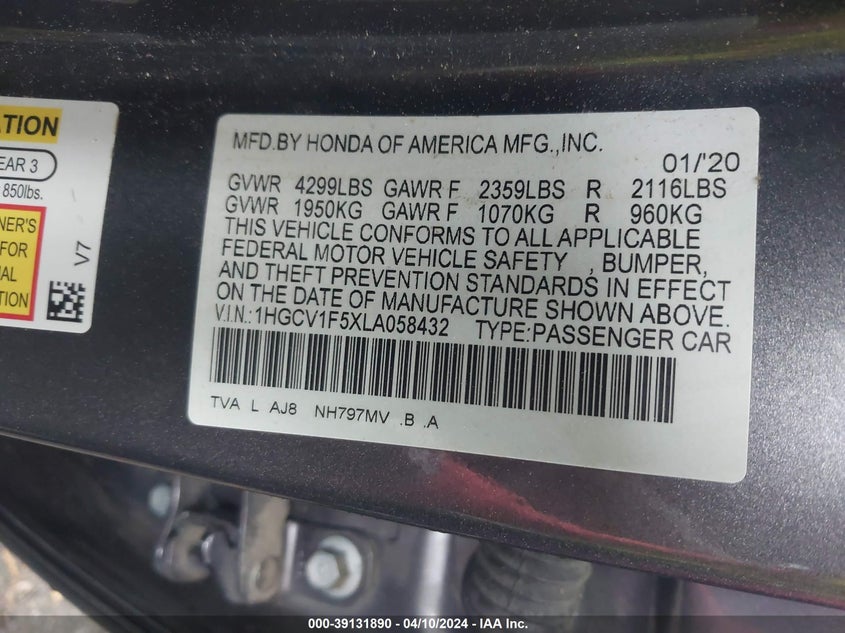 ATION
EAR 3
850lbs.
NER'S
FOR
AL
TION
V7
MFD.BY HONDA OF AMERICA MFG.,INC.
01/'20
GVWR 4299LBS GAWR F 2359LBS R 2116LBS
GVWR 1950KG GAWR F 1070KG R 960KG
THIS VEHICLE CONFORMS TO ALL APPLICABLE
FEDERAL MOTOR VEHICLE SAFETY , BUMPER,
AND THEFT PREVENTION STANDARDS IN EFFECT
ON THE DATE OF MANUFACTURE SHOWN ABOVE.
V.I.N.:1HGCV1F5XLA058432 TYPE:PASSENGER CAR
TVA L AJ8 NH797MV .B .A
000-39131890 - 04/10/2024 - IAA Inc.